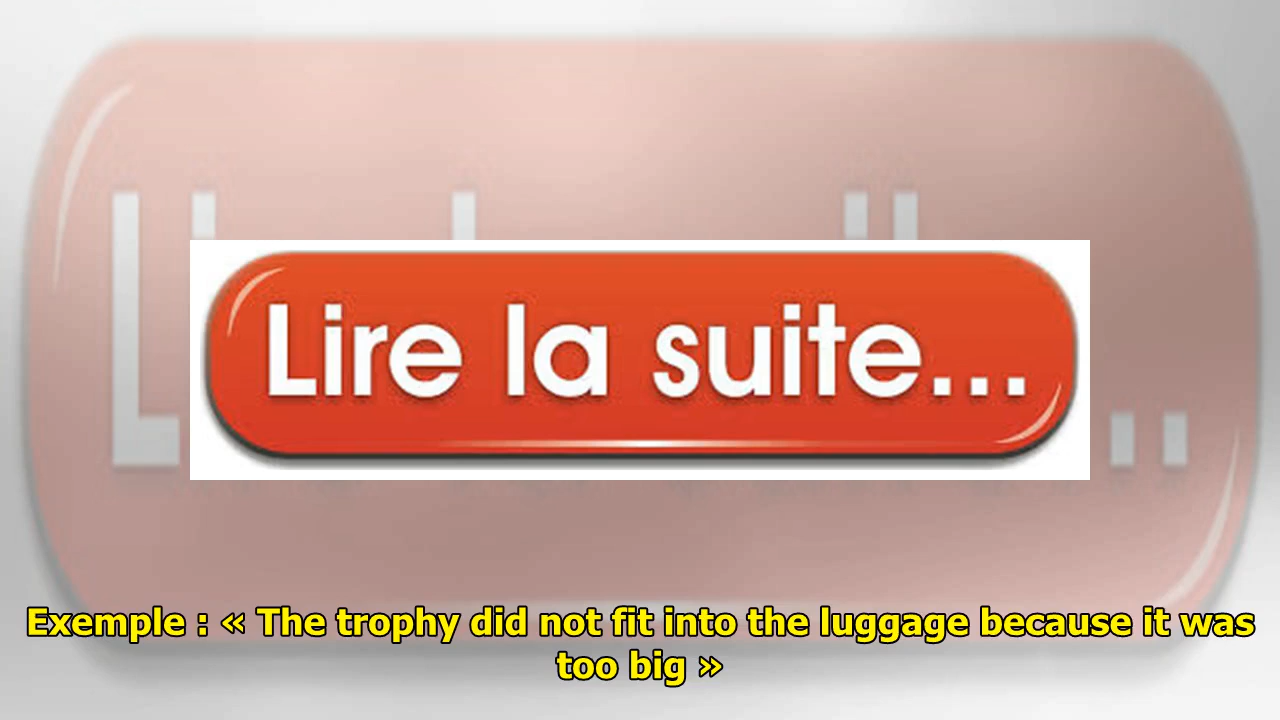 Lire la suite...
Exemple : « The trophy did not fit into the luggage because it was
too big »